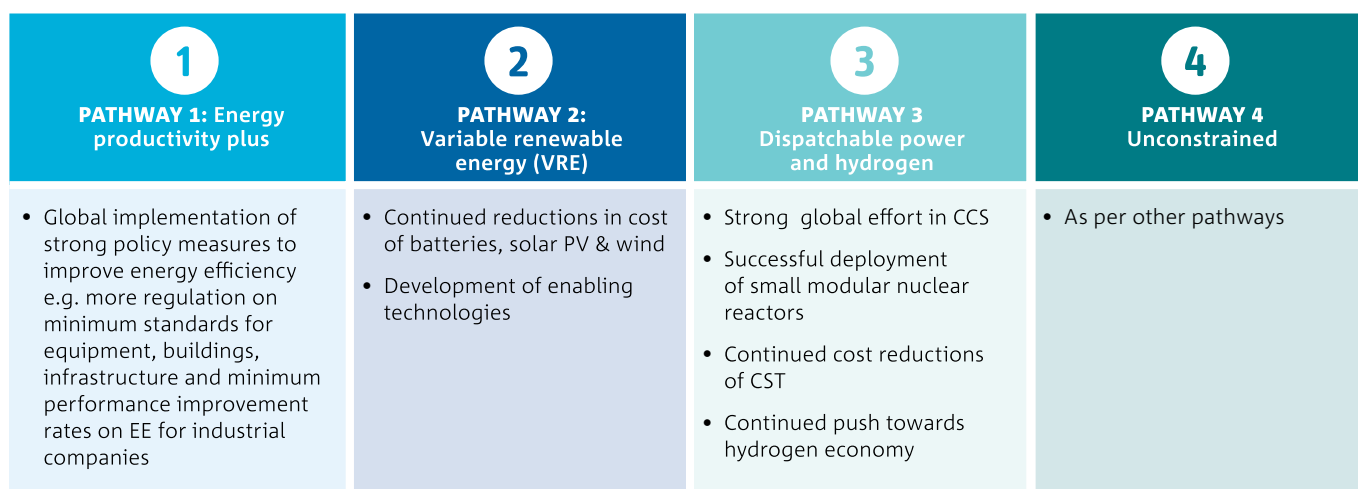 1
PATHWAY 1: Energy
productivity plus
• Global implementation of
strong policy measures to
improve energy efficiency
e.g. more regulation on
minimum standards for
equipment, buildings,
infrastructure and minimum
performance improvement
rates on EE for industrial
companies
2
PATHWAY 2:
Variable renewable
energy (VRE)
• Continued reductions in cost
of batteries, solar PV & wind
• Development of enabling
technologies
3
PATHWAY 3
Dispatchable power
and hydrogen
• Strong  global effort in CCS
• Successful deployment
of small modular nuclear
reactors
• Continued cost reductions
of CST
• Continued push towards
hydrogen economy
4
PATHWAY 4
Unconstrained
• As per other pathways